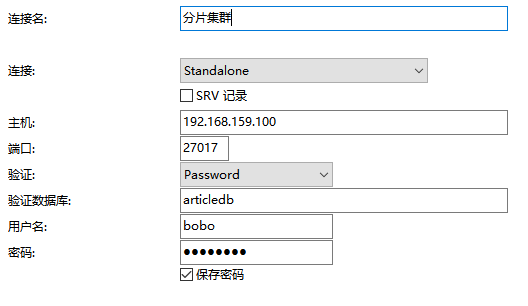 连接名: 分片集群
连接: Standalone
SRV 记录
主机: 192.168.159.100
端口: 27017
验证: Password
验证数据库: articledb
用户名: bobo
密码: ●●●●●●●●
保存密码